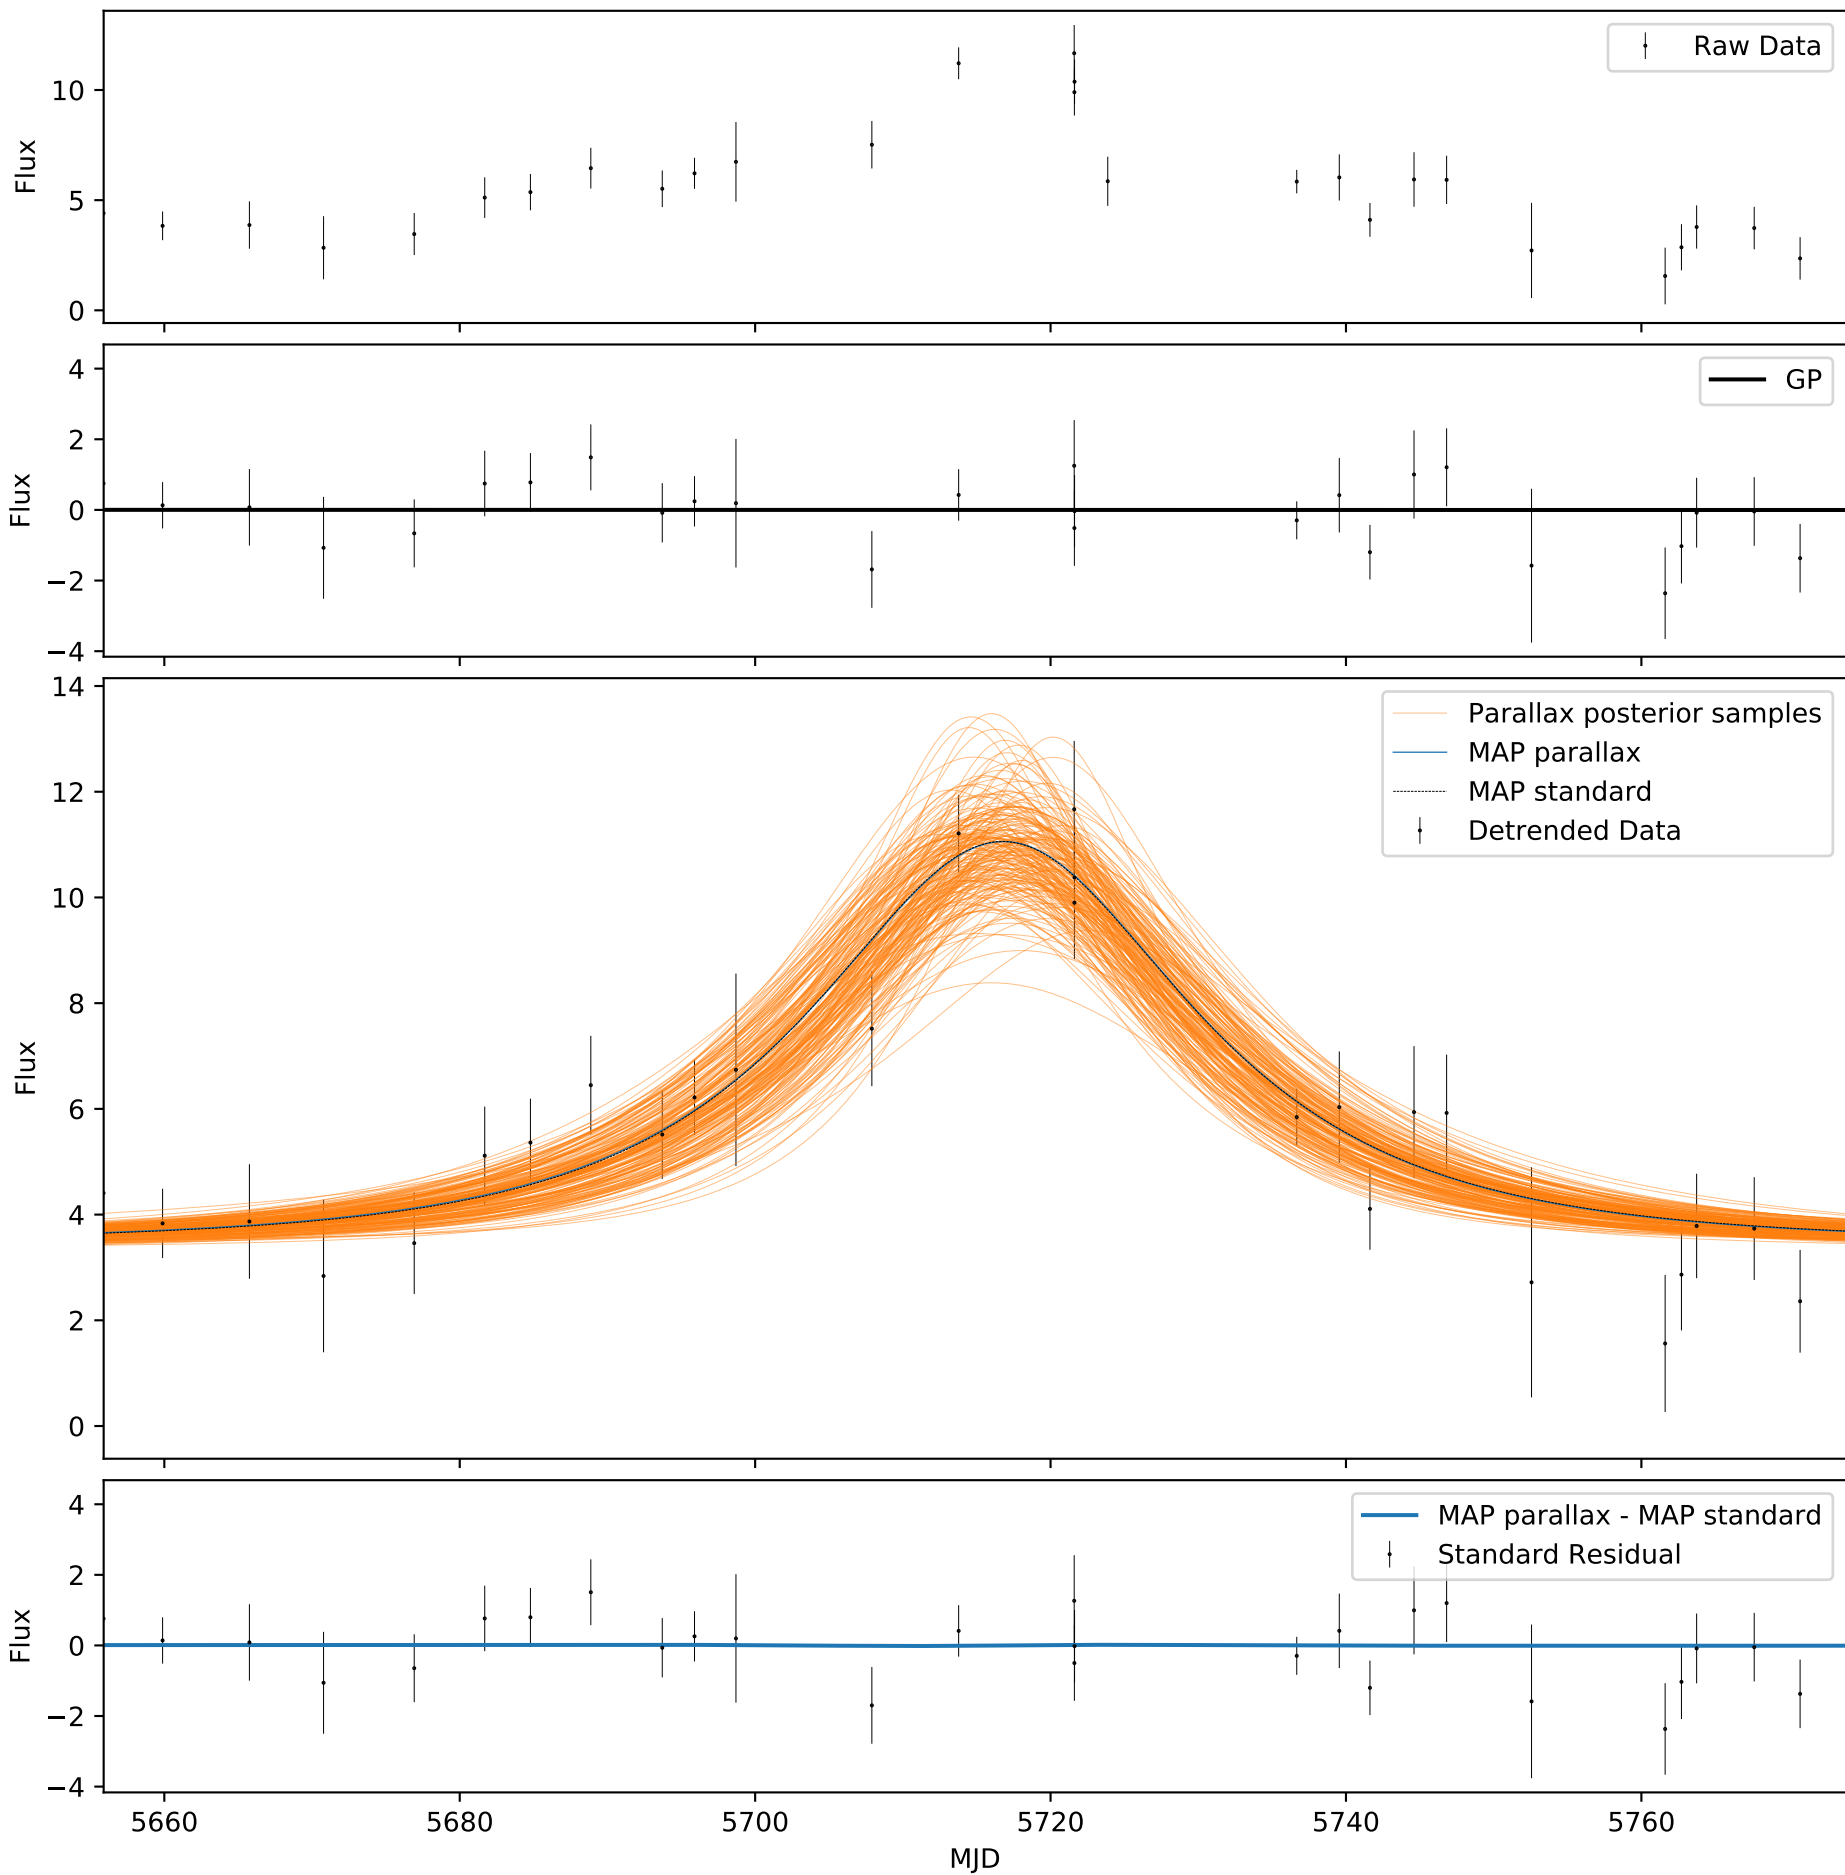 Raw Data
10
5
0
Flux
GP
4
2
0
−2
−4
Flux
Parallax posterior samples
MAP parallax
MAP standard
Detrended Data
14
12
10
8
6
4
2
0
Flux
MAP parallax - MAP standard
Standard Residual
4
2
0
−2
−4
Flux
5660 5680 5700 5720 5740 5760
MJD